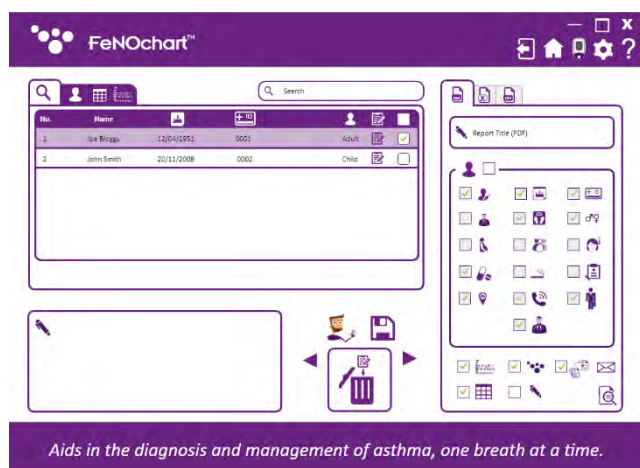 FeNOchart™
Search
No. Name ID
1 Joe Bloggs 12/04/1951 0001 Adult
2 John Smith 20/11/2008 0002 Child
Report Title (PDF)
Aids in the diagnosis and management of asthma, one breath at a time.